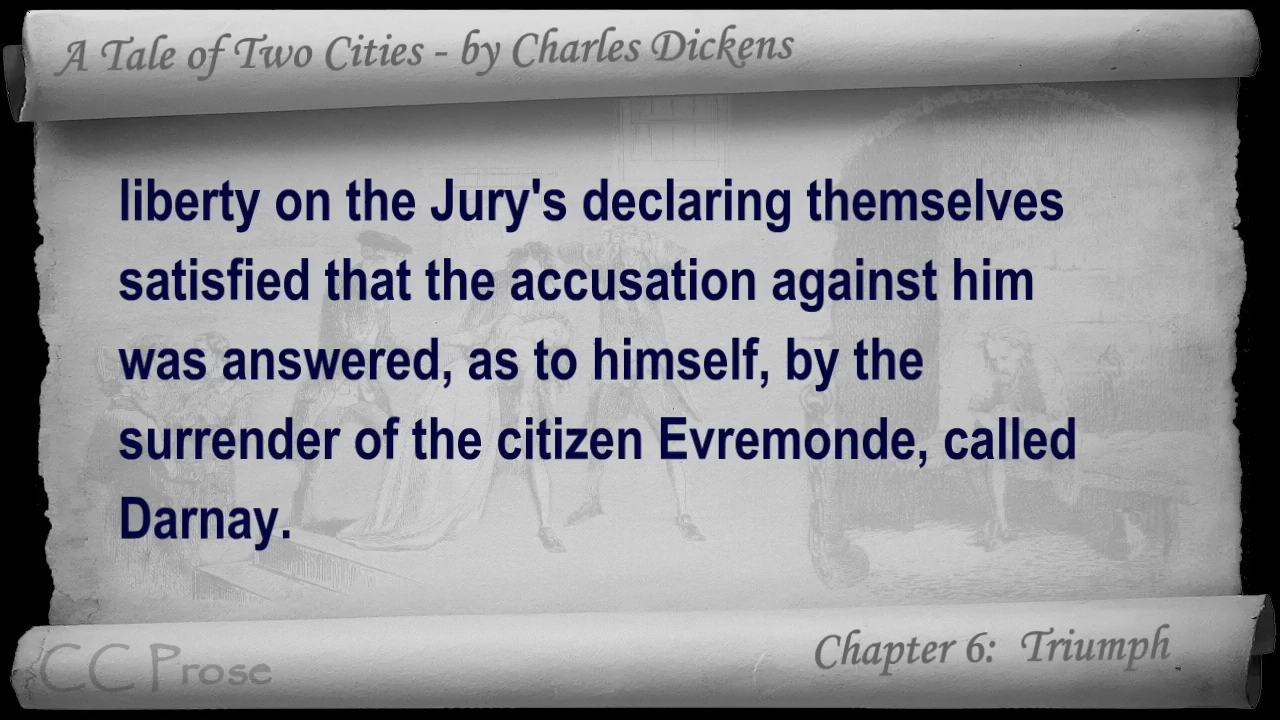 A Tale of Two Cities - by Charles Dickens
liberty on the Jury's declaring themselves
satisfied that the accusation against him
was answered, as to himself, by the
surrender of the citizen Evremonde, called
Darnay.
CC Prose
Chapter 6: Triumph